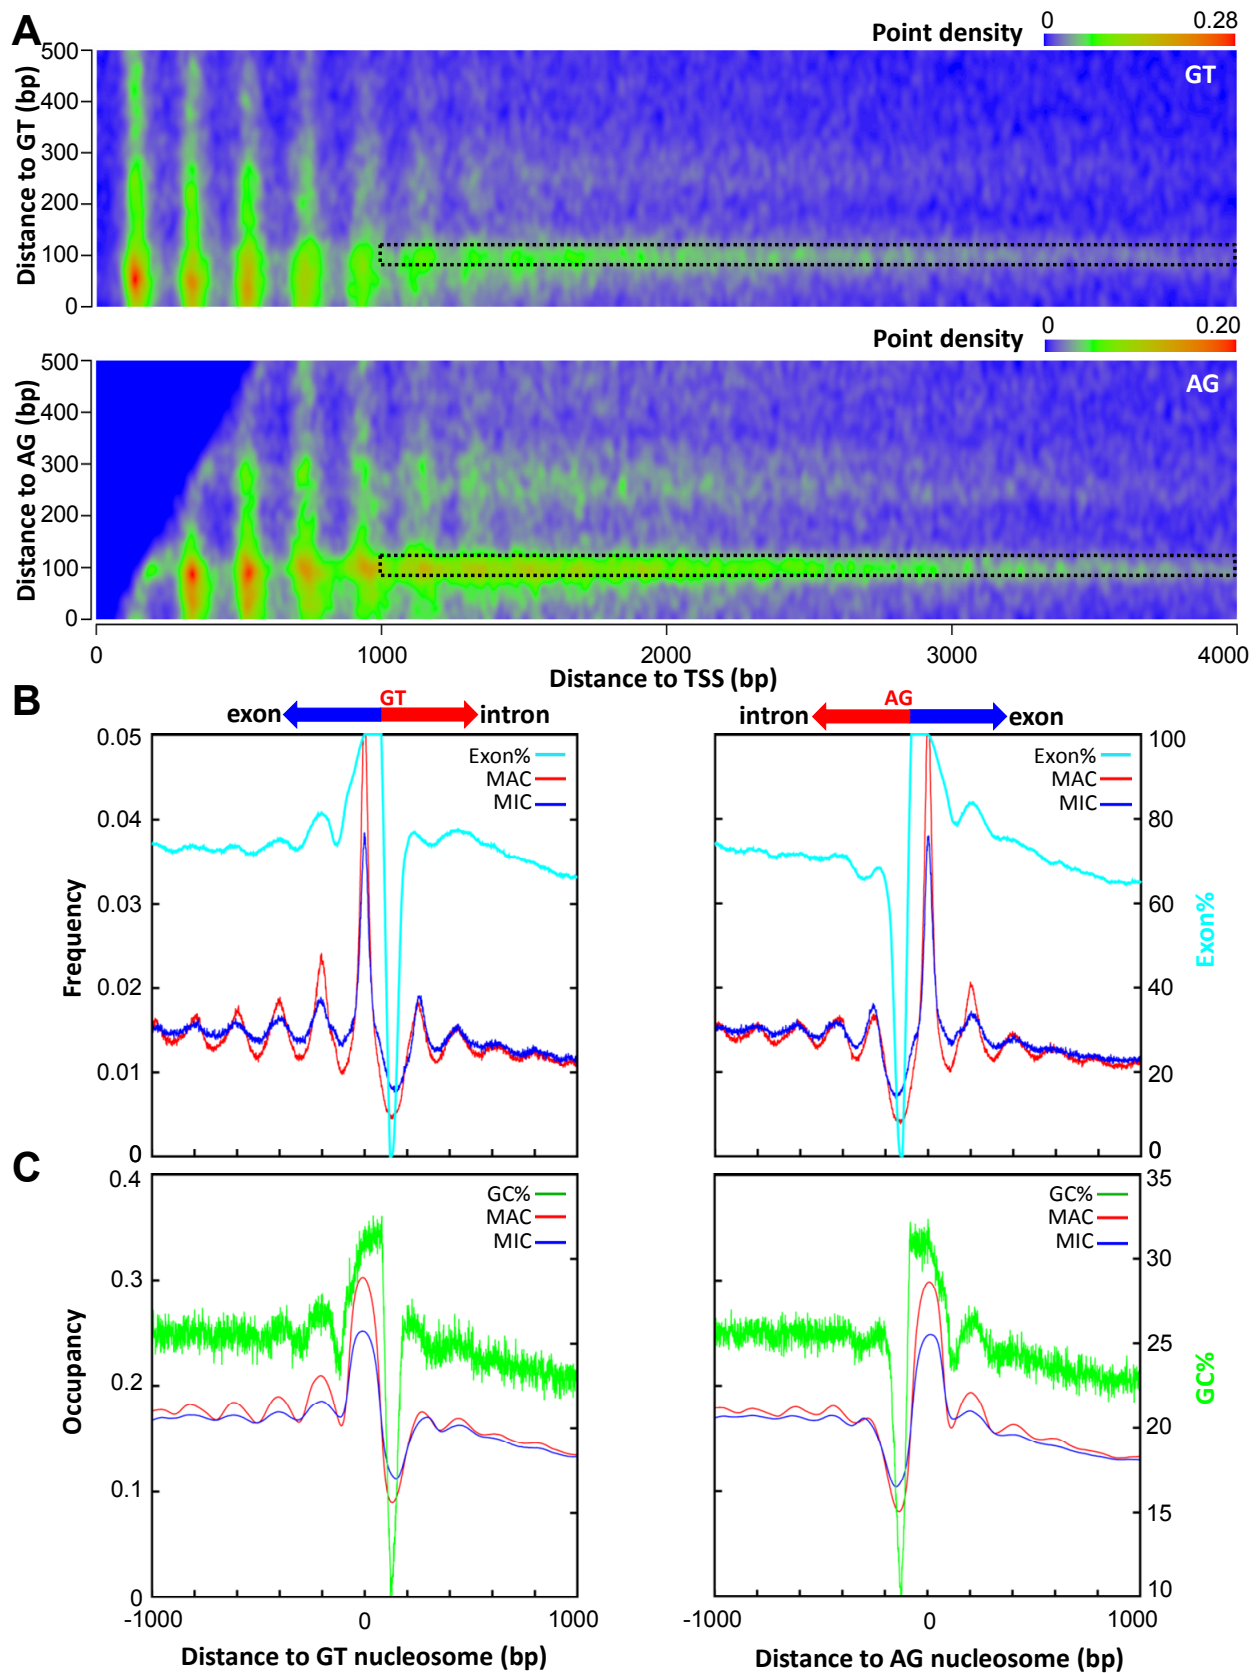 A
Point density
0 0.28
GT
Distance to GT (bp)
500
400
300
200
100
0
Point density
0 0.20
AG
Distance to AG (bp)
500
400
300
200
100
0
0 1000 2000 3000 4000
Distance to TSS (bp)
B
exon GT intron
intron AG exon
Frequency
0.05
0.04
0.03
0.02
0.01
0
Exon%
MAC
MIC
Exon%
MAC
MIC
100
80
60
40
20
0
Exon%
C
Occupancy
0.4
0.3
0.2
0.1
0
GC%
MAC
MIC
GC%
MAC
MIC
35
30
25
20
15
10
GC%
-1000 0 1000
-1000 0 1000
Distance to GT nucleosome (bp)
Distance to AG nucleosome (bp)